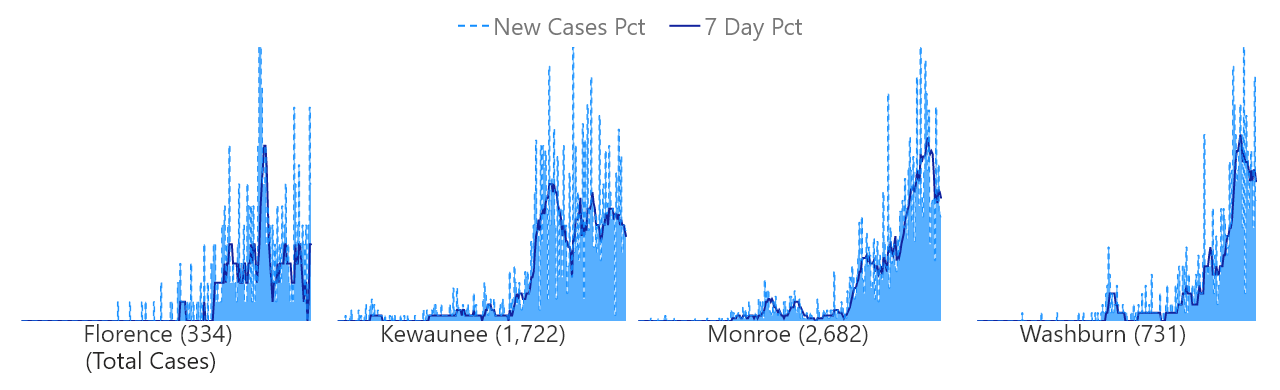 New Cases Pct 7 Day Pct
Florence (334) Kewaunee (1,722) Monroe (2,682) Washburn (731)
(Total Cases)